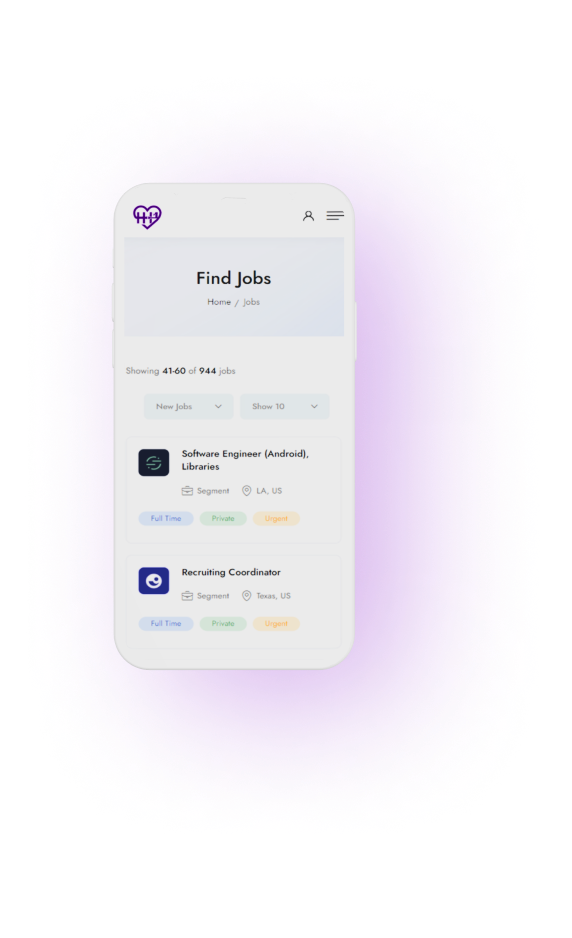 Find Jobs
Home / Jobs
Showing 41-60 of 944 jobs
New Jobs
Show 10
Software Engineer (Android),
Libraries
Segment
LA, US
Full Time
Private
Urgent
Recruiting Coordinator
Segment
Texas, US
Full Time
Private
Urgent